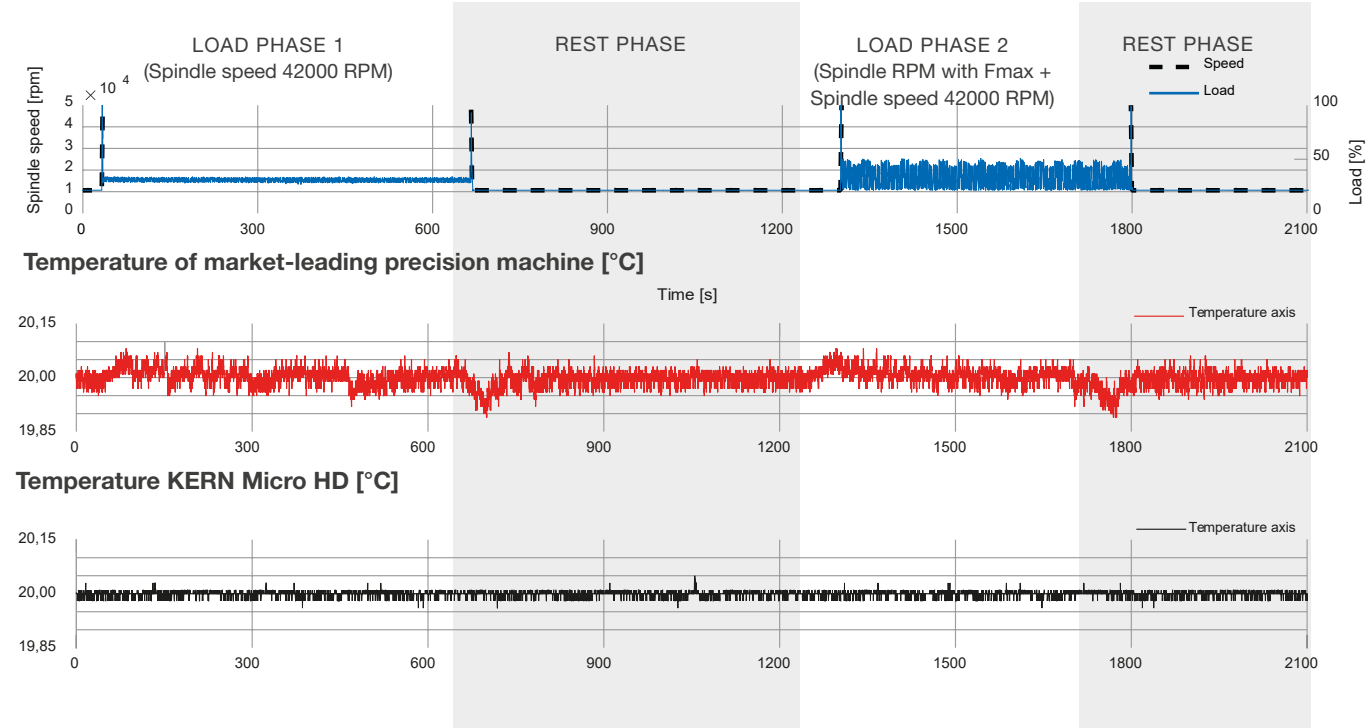 LOAD PHASE 1
(Spindle speed 42000 RPM)
REST PHASE
LOAD PHASE 2
(Spindle RPM with Fmax +
Spindle speed 42000 RPM)
REST PHASE
Speed
Load
Spindle speed [rpm]
× 10 4
5
4
3
2
1
0
100
50
0
Load [%]
0 300 600 900 1200 1500 1800 2100
Temperature of market-leading precision machine [°C]
Time [s]
Temperature axis
20,15
20,00
19,85
0 300 600 900 1200 1500 1800 2100
Temperature KERN Micro HD [°C]
Temperature axis
20,15
20,00
19,85
0 300 600 900 1200 1500 1800 2100